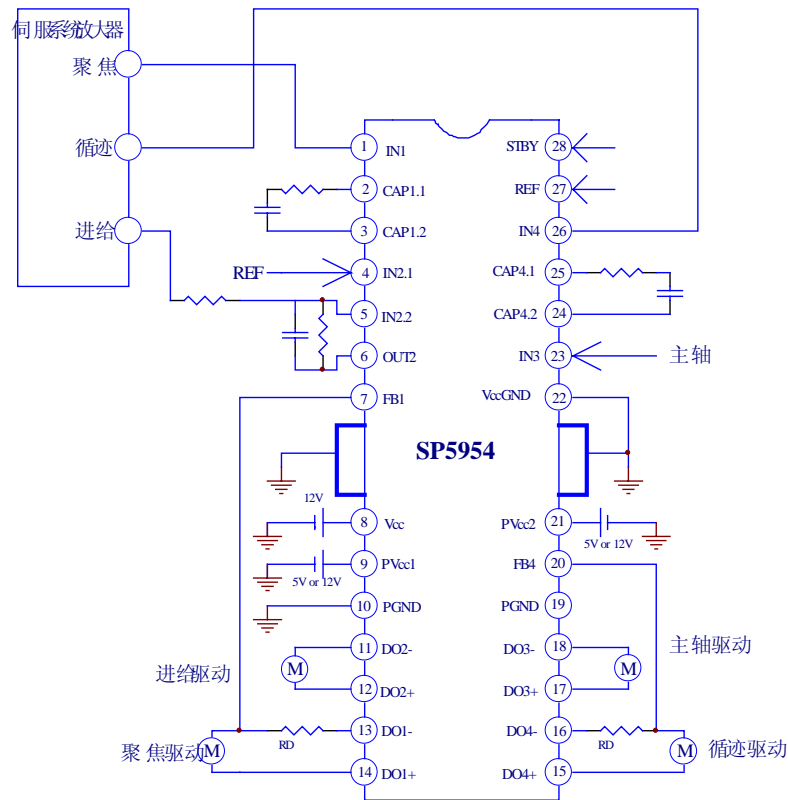 伺服系统放大器
聚焦
循迹
进给
1 IN1
2 CAP1.1
3 CAP1.2
REF 4 IN2.1
5 IN2.2
6 OUT2
7 FB1
STBY 28
REF 27
IN4 26
CAP4.1 25
CAP4.2 24
IN3 23 主轴
VccGND 22
SP5954
12V
8 Vcc
5V or 12V
9 PVcc1
10 PGND
11 DO2-
M
12 DO2+
进给驱动
RD
13 DO1-
聚焦驱动 M
14 DO1+
PVcc2 21
5V or 12V
FB4 20
PGND 19
DO3- 18
M
DO3+ 17
主轴驱动
DO4- 16
RD
M 循迹驱动
DO4+ 15